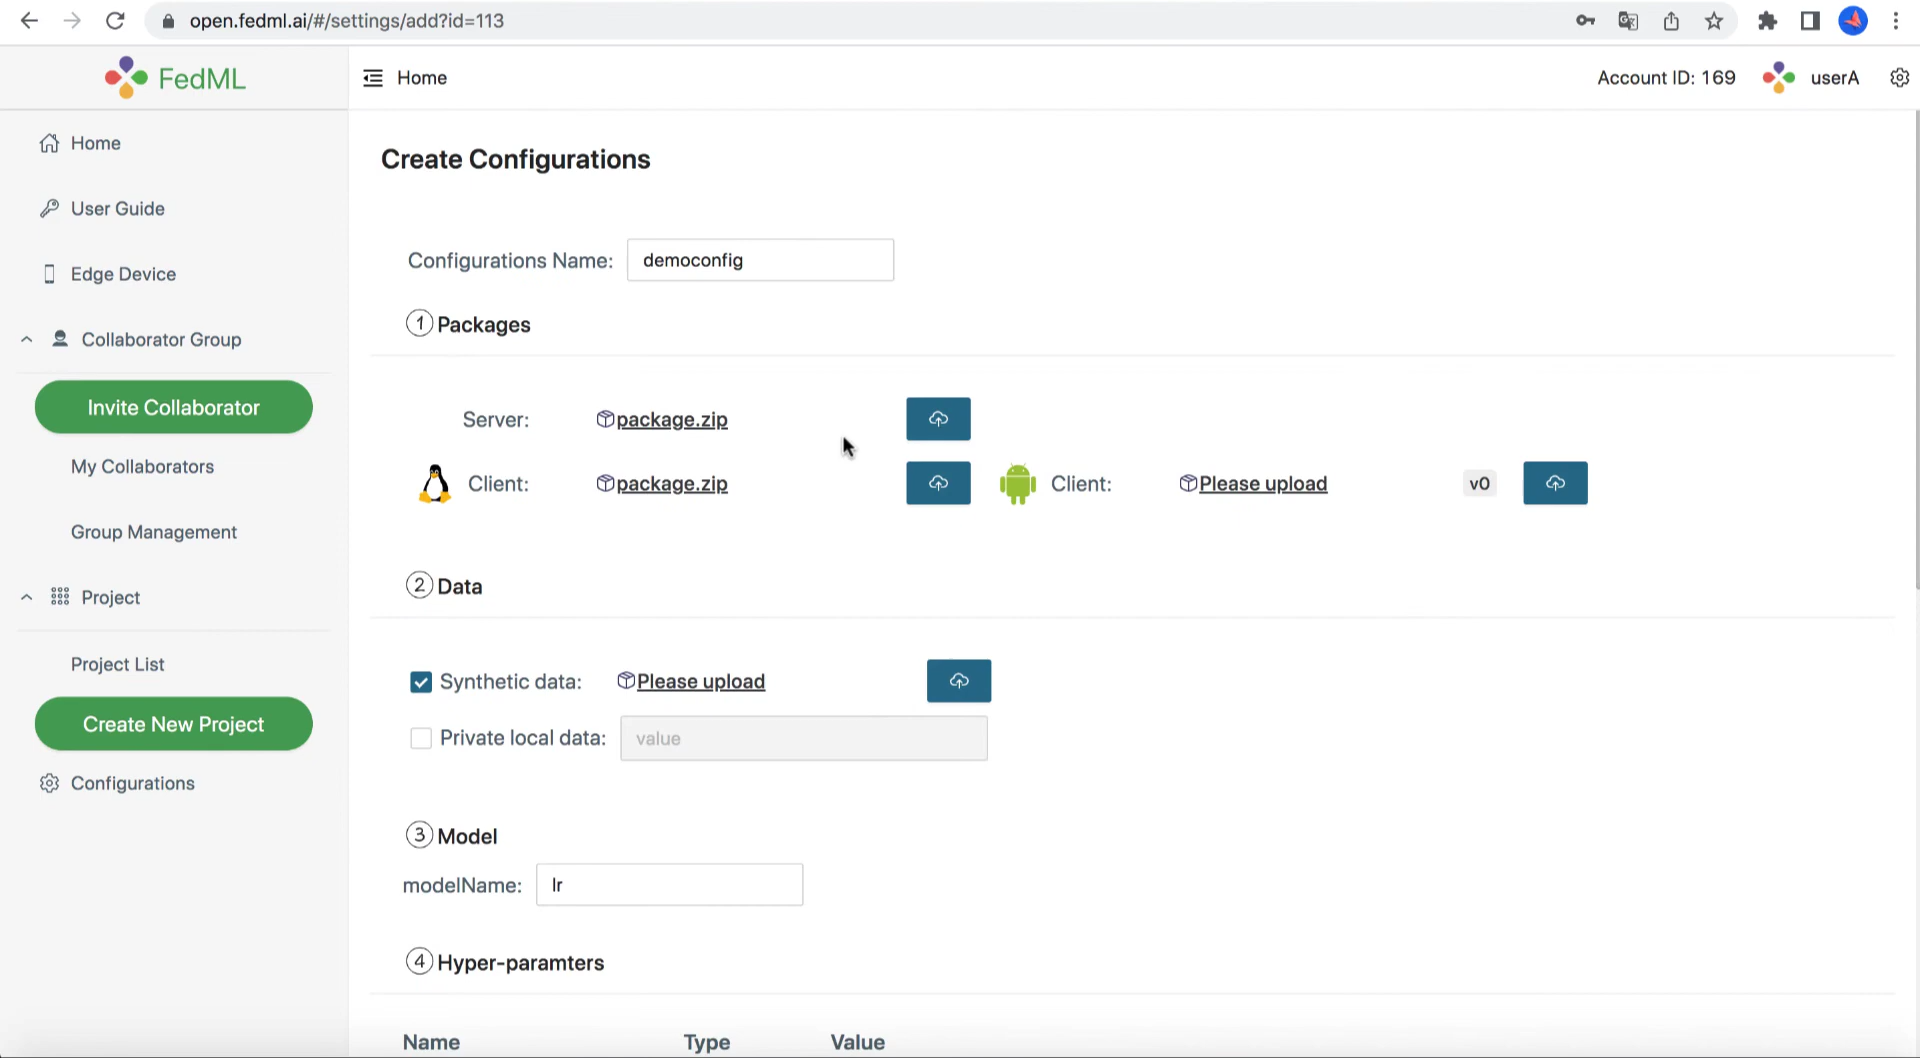 open.fedml.ai/#/settings/add?id=113
FedML
Home
Account ID: 169
userA
Home
User Guide
Edge Device
Collaborator Group
Invite Collaborator
My Collaborators
Group Management
Project
Project List
Create New Project
Configurations
Create Configurations
Configurations Name: democonfig
1 Packages
Server: package.zip
Client: package.zip Client: Please upload v0
2 Data
Synthetic data: Please upload
Private local data: value
3 Model
modelName: lr
4 Hyper-paramters
Name Type Value